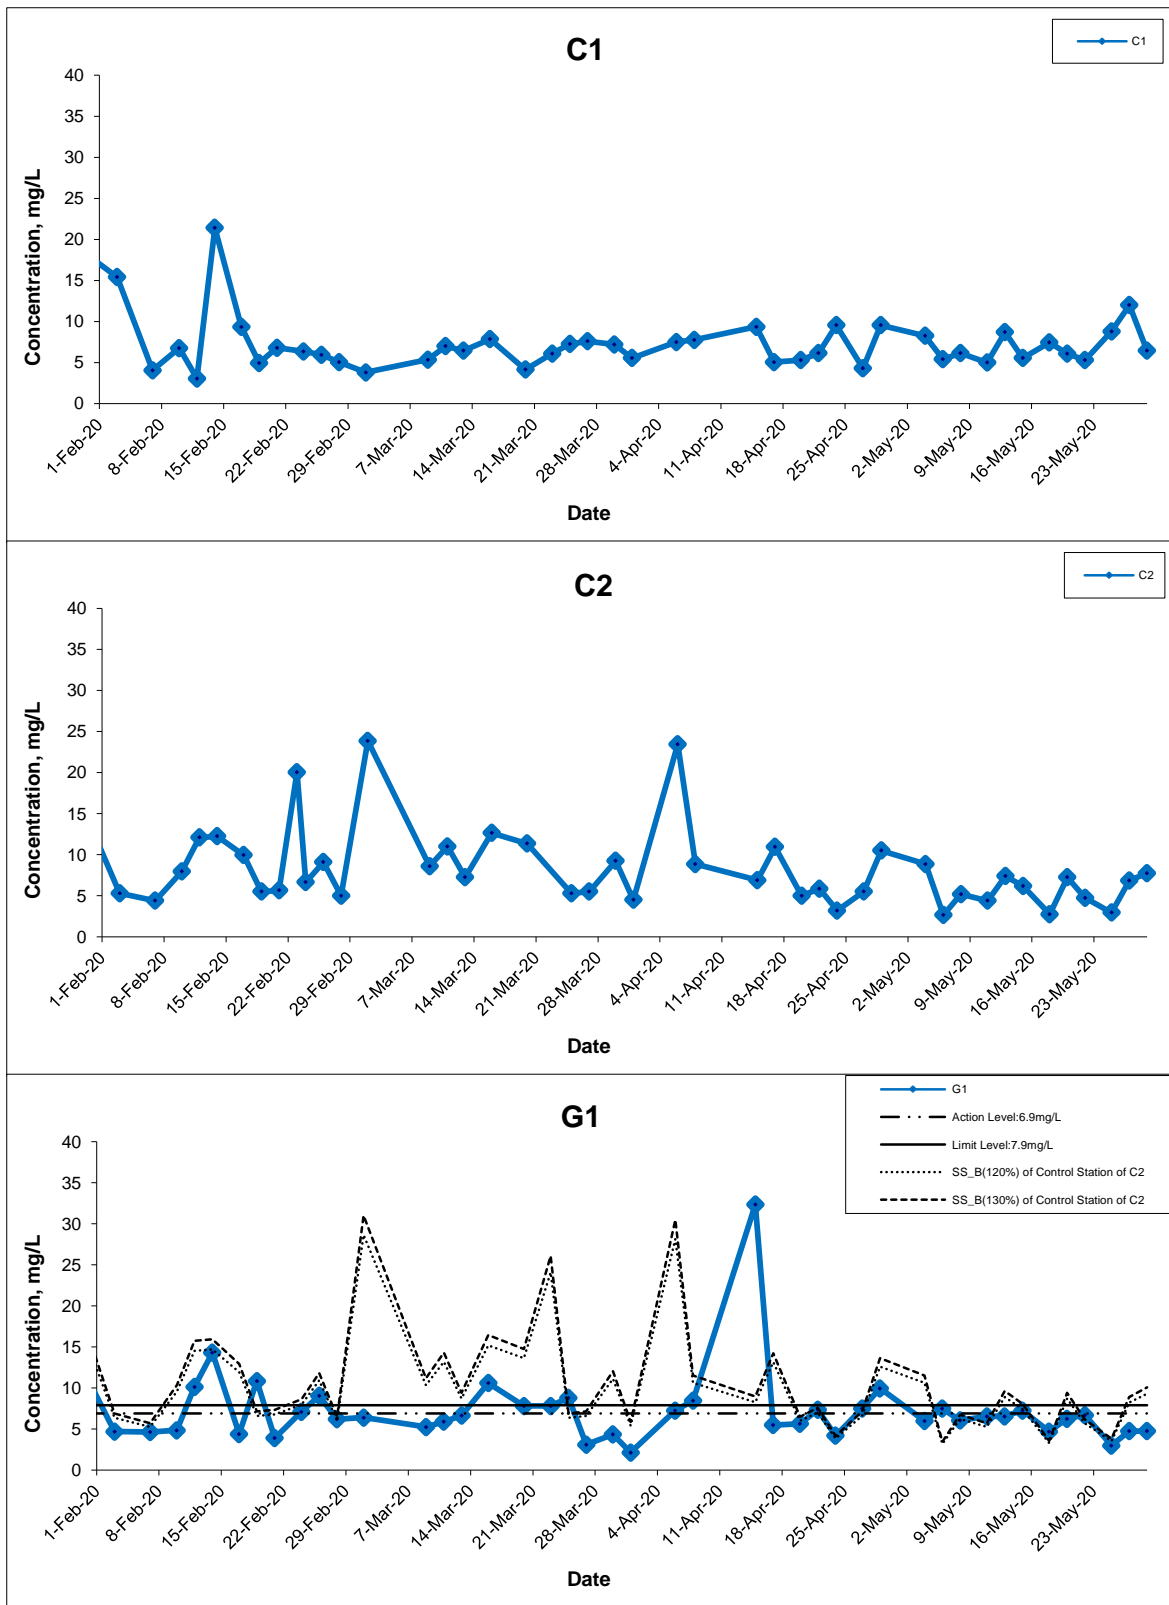 C1
C1
40
35
30
25
20
15
10
5
0
Concentration, mg/L
1-Feb-20
8-Feb-20
15-Feb-20
22-Feb-20
29-Feb-20
7-Mar-20
14-Mar-20
21-Mar-20
28-Mar-20
4-Apr-20
11-Apr-20
18-Apr-20
25-Apr-20
2-May-20
9-May-20
16-May-20
23-May-20
Date
C2
C2
40
35
30
25
20
15
10
5
0
Concentration, mg/L
1-Feb-20
8-Feb-20
15-Feb-20
22-Feb-20
29-Feb-20
7-Mar-20
14-Mar-20
21-Mar-20
28-Mar-20
4-Apr-20
11-Apr-20
18-Apr-20
25-Apr-20
2-May-20
9-May-20
16-May-20
23-May-20
Date
G1
G1
Action Level:6.9mg/L
Limit Level:7.9mg/L
SS_B(120%) of Control Station of C2
SS_B(130%) of Control Station of C2
40
35
30
25
20
15
10
5
0
Concentration, mg/L
1-Feb-20
8-Feb-20
15-Feb-20
22-Feb-20
29-Feb-20
7-Mar-20
14-Mar-20
21-Mar-20
28-Mar-20
4-Apr-20
11-Apr-20
18-Apr-20
25-Apr-20
2-May-20
9-May-20
16-May-20
23-May-20
Date